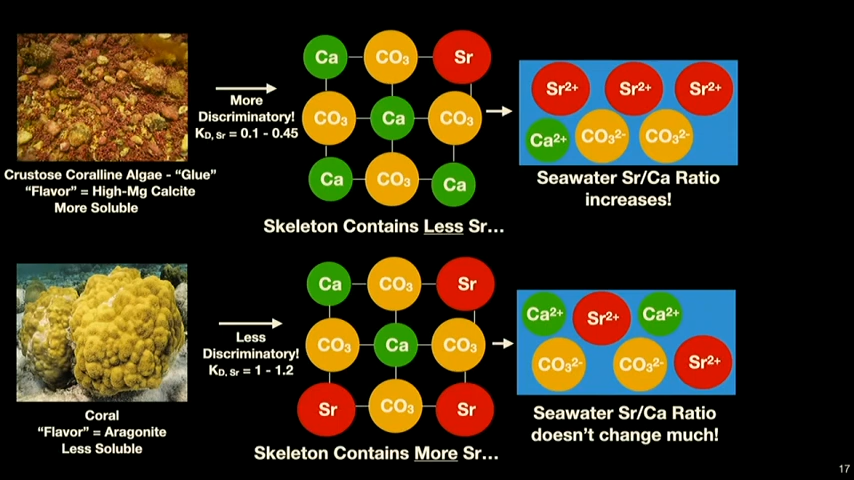 Ca
CO₃
Sr
More
Discriminatory!
K_D, Sr = 0.1 - 0.45
CO₃
Ca
CO₃
Ca
CO₃
Ca
Sr²⁺
Sr²⁺
Sr²⁺
Ca²⁺
CO₃²⁻
CO₃²⁻
Crustose Coralline Algae - “Glue”
“Flavor” = High-Mg Calcite
More Soluble
Seawater Sr/Ca Ratio
increases!
Skeleton Contains Less Sr...
Ca
CO₃
Sr
Less
Discriminatory!
K_D, Sr = 1 - 1.2
CO₃
Ca
CO₃
Sr
CO₃
Sr
Ca²⁺
Sr²⁺
Ca²⁺
CO₃²⁻
CO₃²⁻
Sr²⁺
Coral
“Flavor” = Aragonite
Less Soluble
Seawater Sr/Ca Ratio
doesn’t change much!
Skeleton Contains More Sr...
17